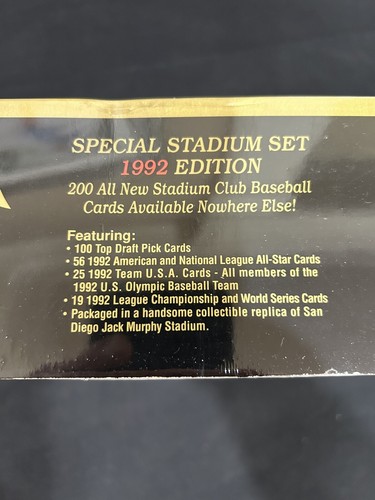 SPECIAL STADIUM SET
1992 EDITION
200 All New Stadium Club Baseball
Cards Available Nowhere Else!
Featuring:
• 100 Top Draft Pick Cards
• 56 1992 American and National League All-Star Cards
• 25 1992 Team U.S.A. Cards - All members of the
1992 U.S. Olympic Baseball Team
• 19 1992 League Championship and World Series Cards
• Packaged in a handsome collectible replica of San
Diego Jack Murphy Stadium.